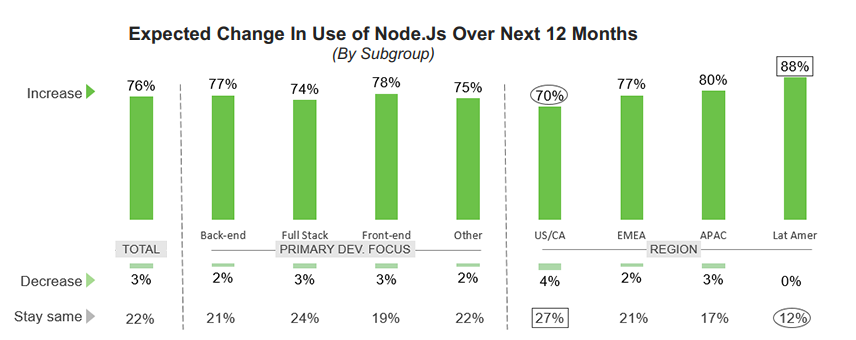 Expected Change In Use of Node.Js Over Next 12 Months
(By Subgroup)
Increase 76% 77% 74% 78% 75% 70% 77% 80% 88%
Back-end Full Stack Front-end Other US/CA EMEA APAC Lat Amer
TOTAL PRIMARY DEV. FOCUS REGION
Decrease 3% 2% 3% 3% 2% 4% 2% 3% 0%
Stay same 22% 21% 24% 19% 22% 27% 21% 17% 12%